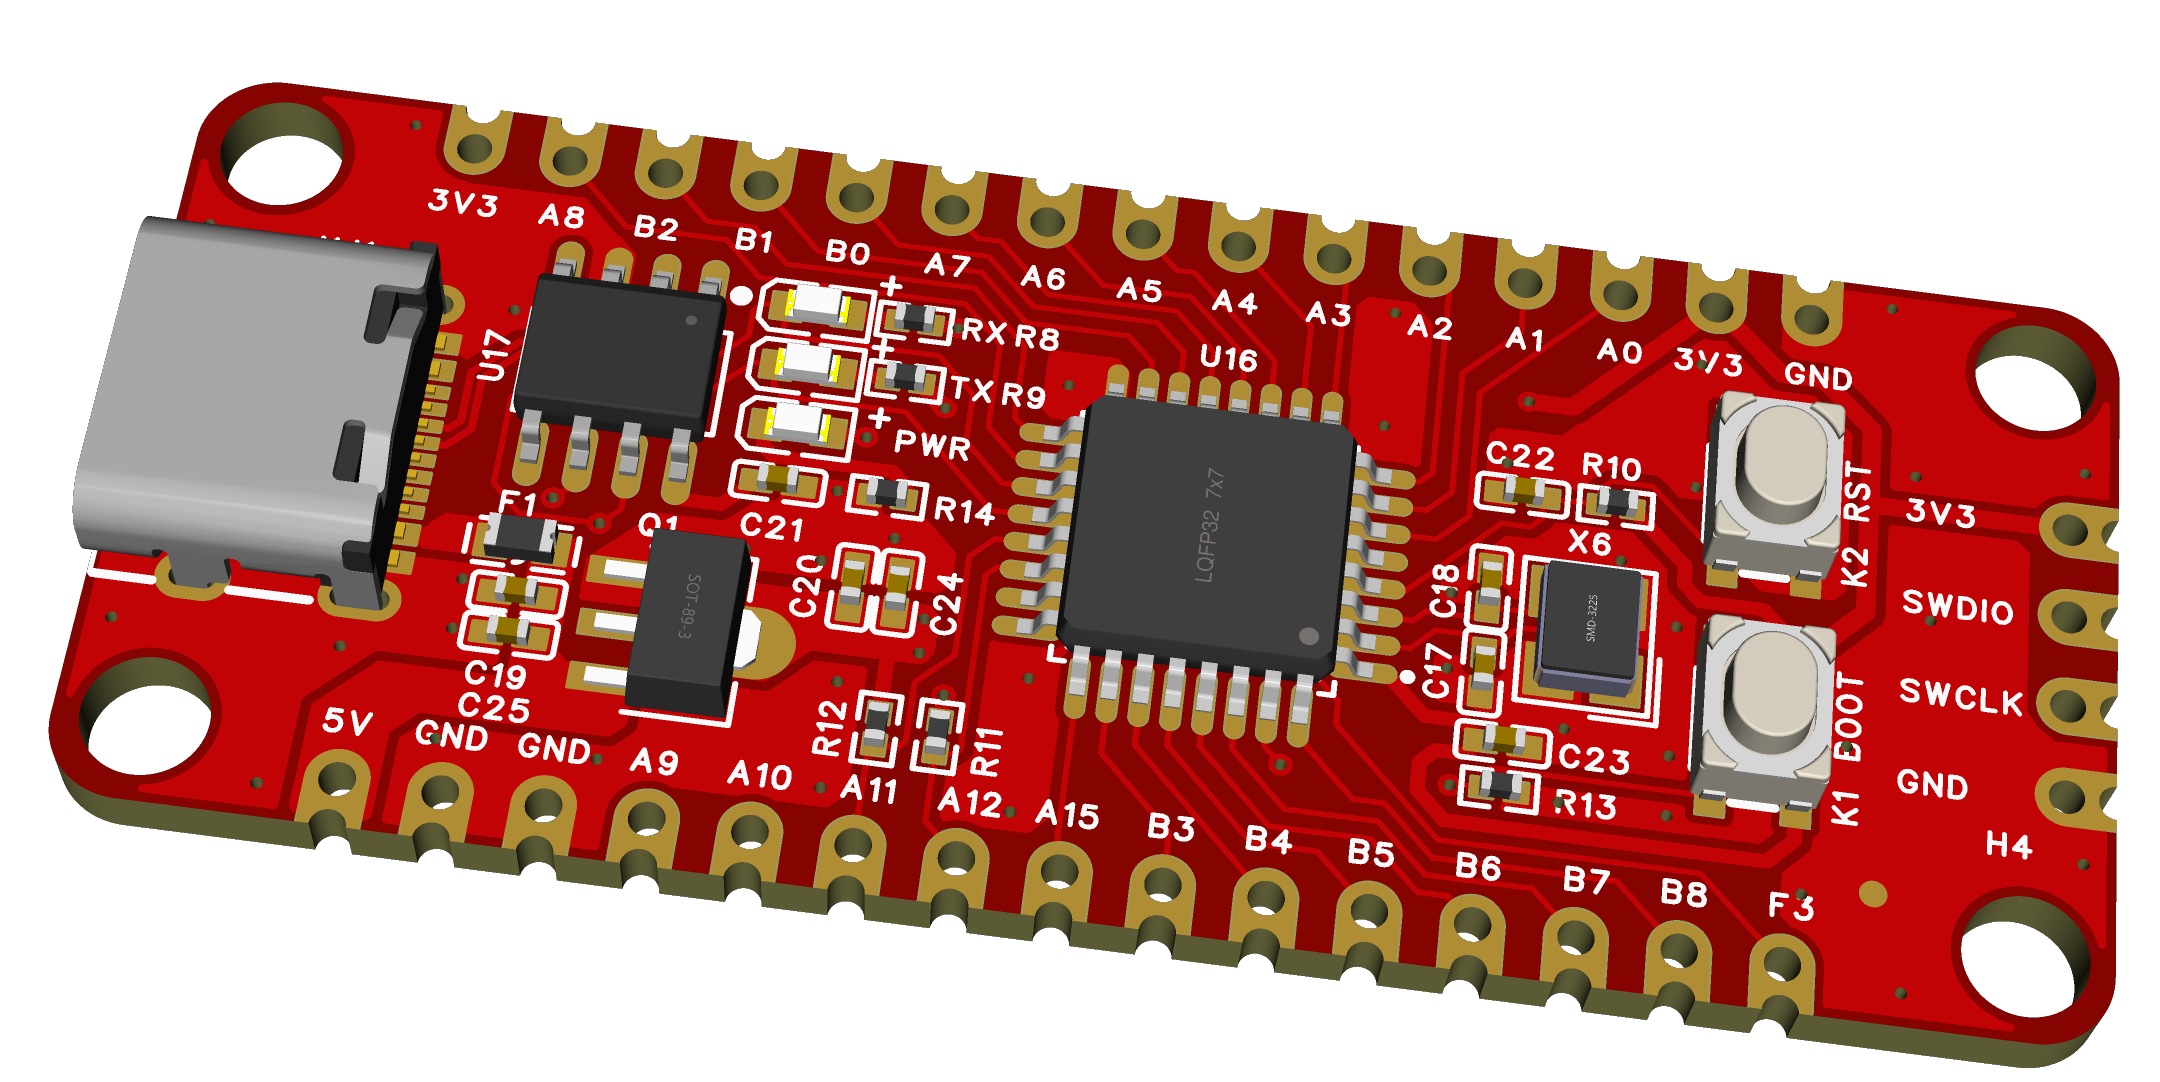 3V3
A8
B2
B1
B0
A7
A6
A5
A4
A3
A2
A1
A0
3V3
GND
U17
+
RX R8
+
TX R9
+
PWR
U16
LQFP32 7x7
F1
Q1
C21
R14
SOT-89-3
C20
C24
C19
C25
R12
R11
C22
R10
X6
SMD-3225
C18
C17
C23
R13
RST
K2
BOOT
K1
3V3
SWDIO
SWCLK
GND
H4
5V
GND
GND
A9
A10
A11
A12
A15
B3
B4
B5
B6
B7
B8
F3